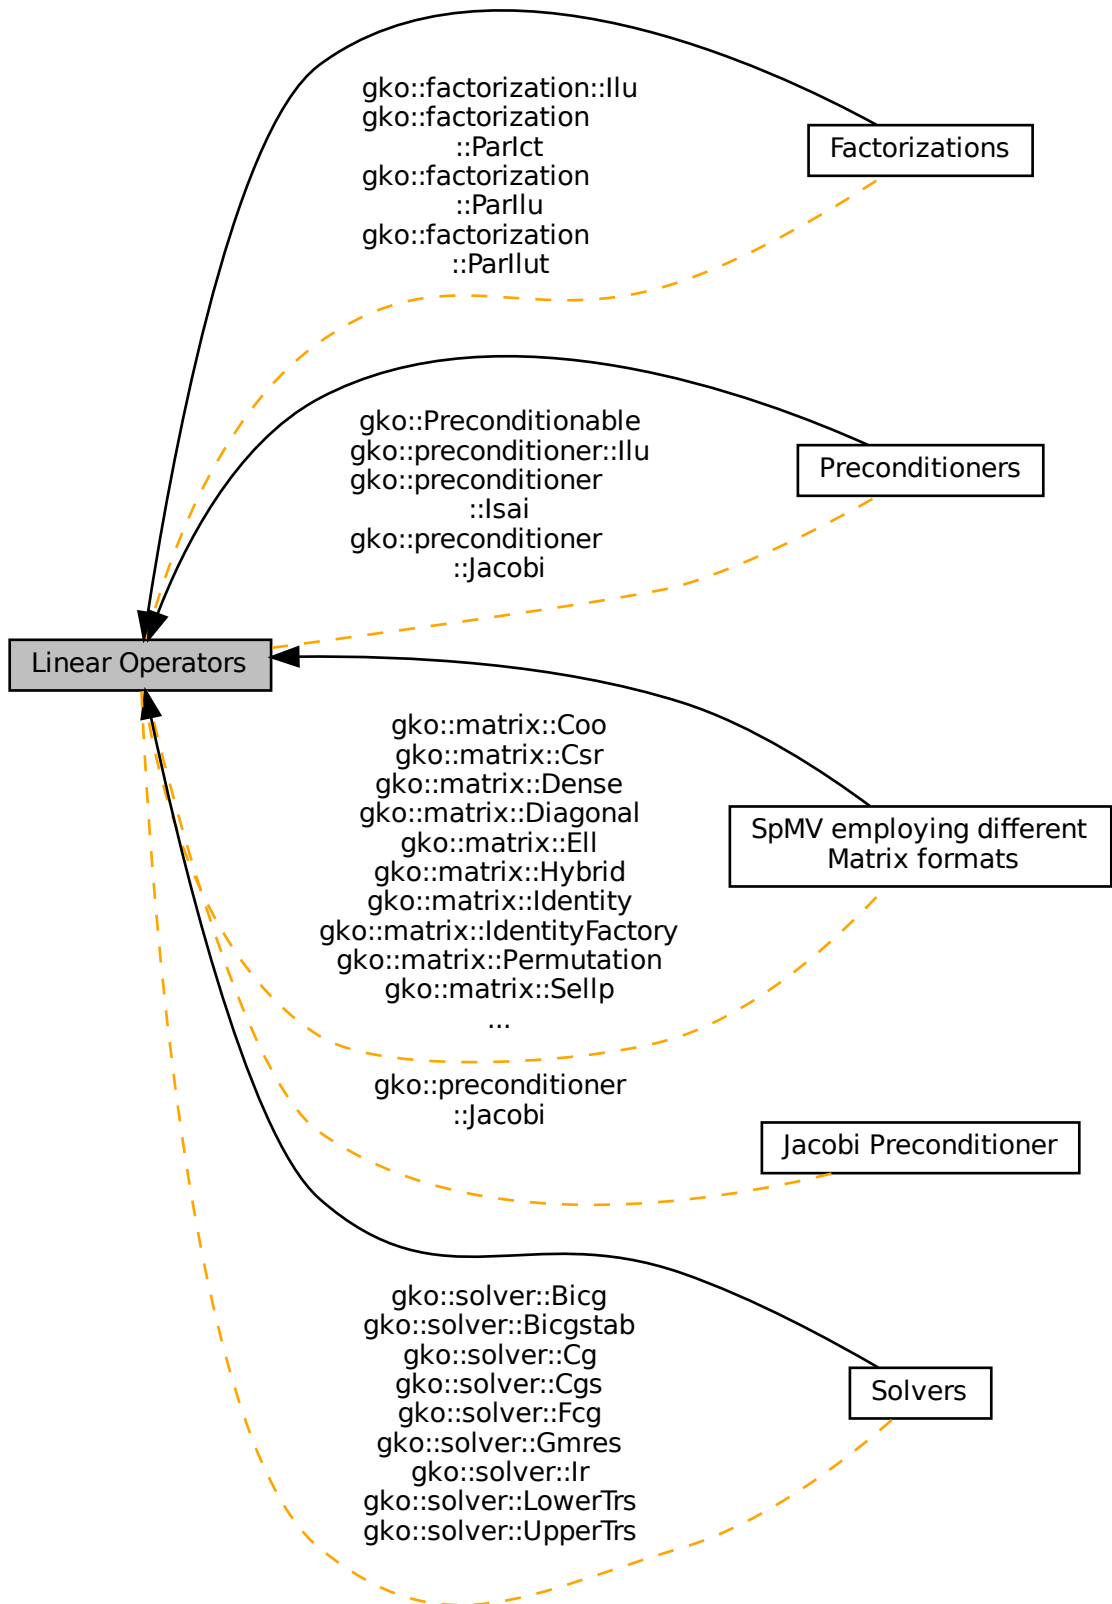 gko::factorization::Ilu
gko::factorization
::ParIct
gko::factorization
::ParIlu
gko::factorization
::ParIlut
Factorizations
gko::Preconditionable
gko::preconditioner::Ilu
gko::preconditioner
::Isai
gko::preconditioner
::Jacobi
Preconditioners
Linear Operators
gko::matrix::Coo
gko::matrix::Csr
gko::matrix::Dense
gko::matrix::Diagonal
gko::matrix::Ell
gko::matrix::Hybrid
gko::matrix::Identity
gko::matrix::IdentityFactory
gko::matrix::Permutation
gko::matrix::Sellp
...
SpMV employing different
Matrix formats
gko::preconditioner
::Jacobi
Jacobi Preconditioner
gko::solver::Bicg
gko::solver::Bicgstab
gko::solver::Cg
gko::solver::Cgs
gko::solver::Fcg
gko::solver::Gmres
gko::solver::Ir
gko::solver::LowerTrs
gko::solver::UpperTrs
Solvers